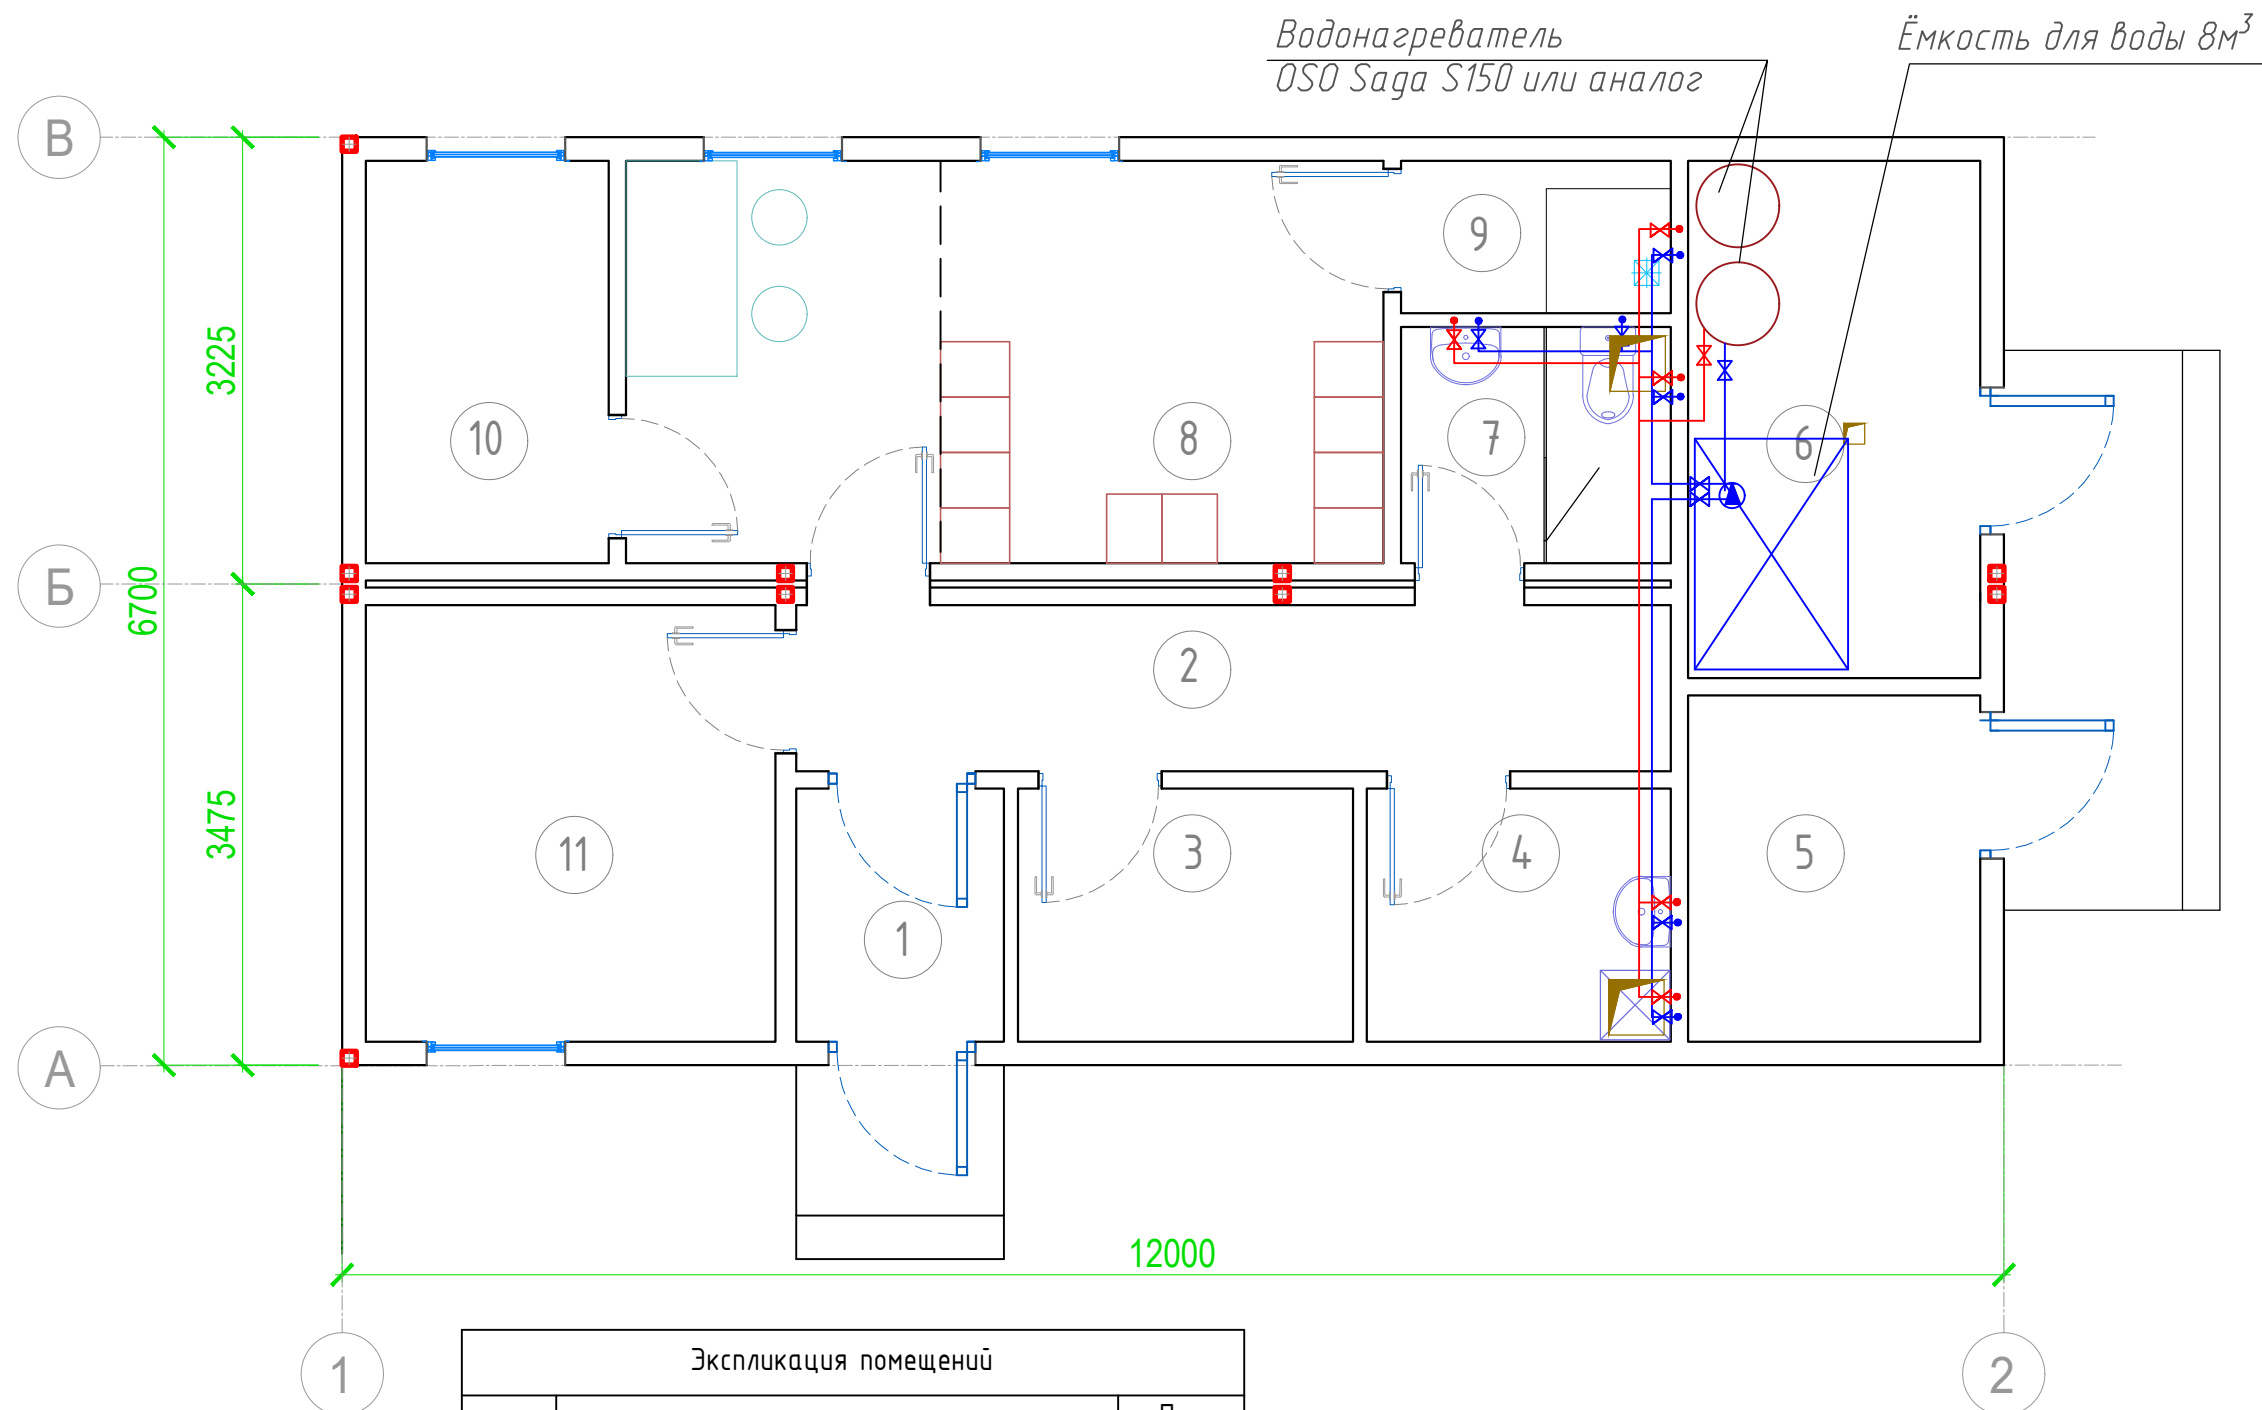 Водонагреватель
OSO Saga S150 или аналог
Ёмкость для воды 8м³
В
9
3225
10
8
7
6
Б
6700
2
3475
11
3
4
5
1
А
12000
1
2
Экспликация помещений